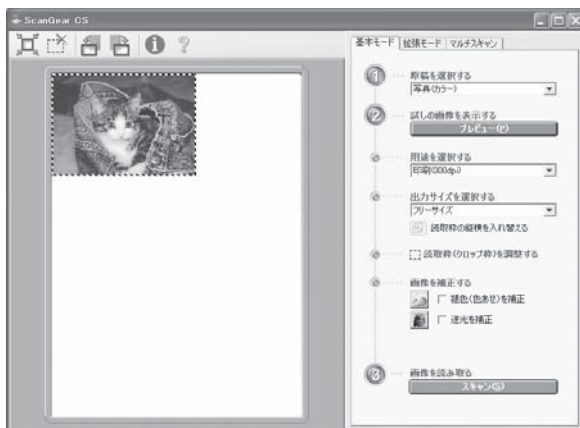 ScanGear CS
基本モード
拡張モード
マルチスキャン
① 原稿を選択する
写真(カラー)
② 試しの画像を表示する
プレビュー(P)
用途を選択する
印刷(300dpi)
出力サイズを選択する
フリーサイズ
読取枠の縦横を入れ替える
読取枠(クロップ枠)を調整する
画像を補正する
褪色(色あせ)を補正
逆光を補正
③ 画像を読み取る
スキャン(S)